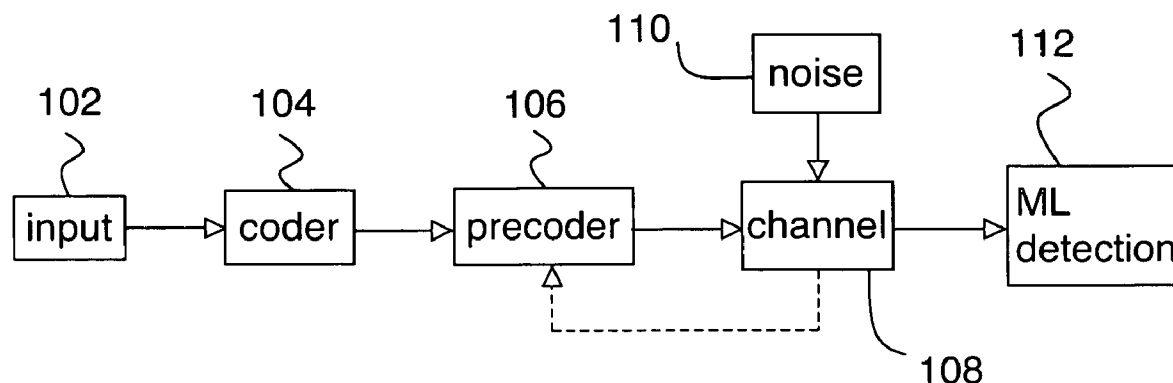 110
112
noise
102
104
106
input
coder
precoder
channel
ML
detection
108